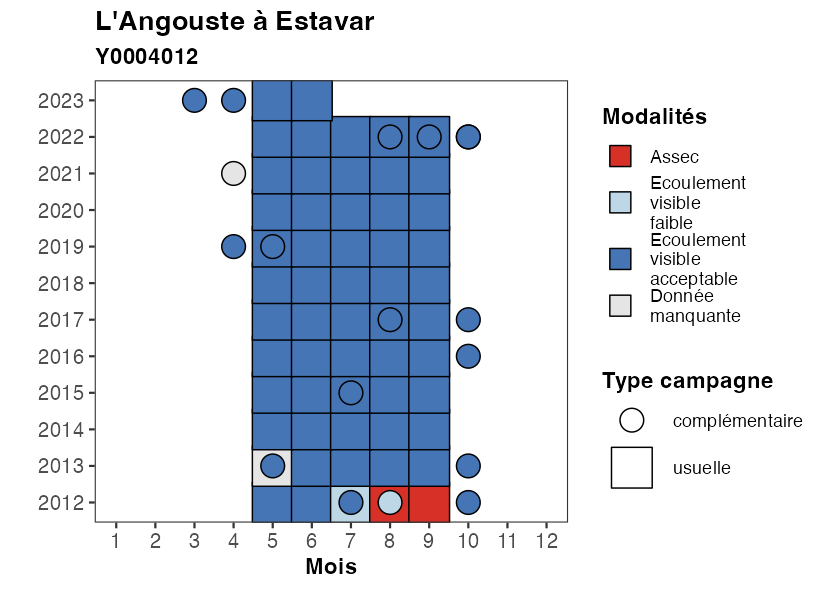 L'Angouste à Estavar
Y0004012
2023
2022
2021
2020
2019
2018
2017
2016
2015
2014
2013
2012
1 2 3 4 5 6 7 8 9 10 11 12
Mois
Modalités
Assec
Ecoulement
visible
faible
Ecoulement
visible
acceptable
Donnée
manquante
Type campagne
complémentaire
usuelle